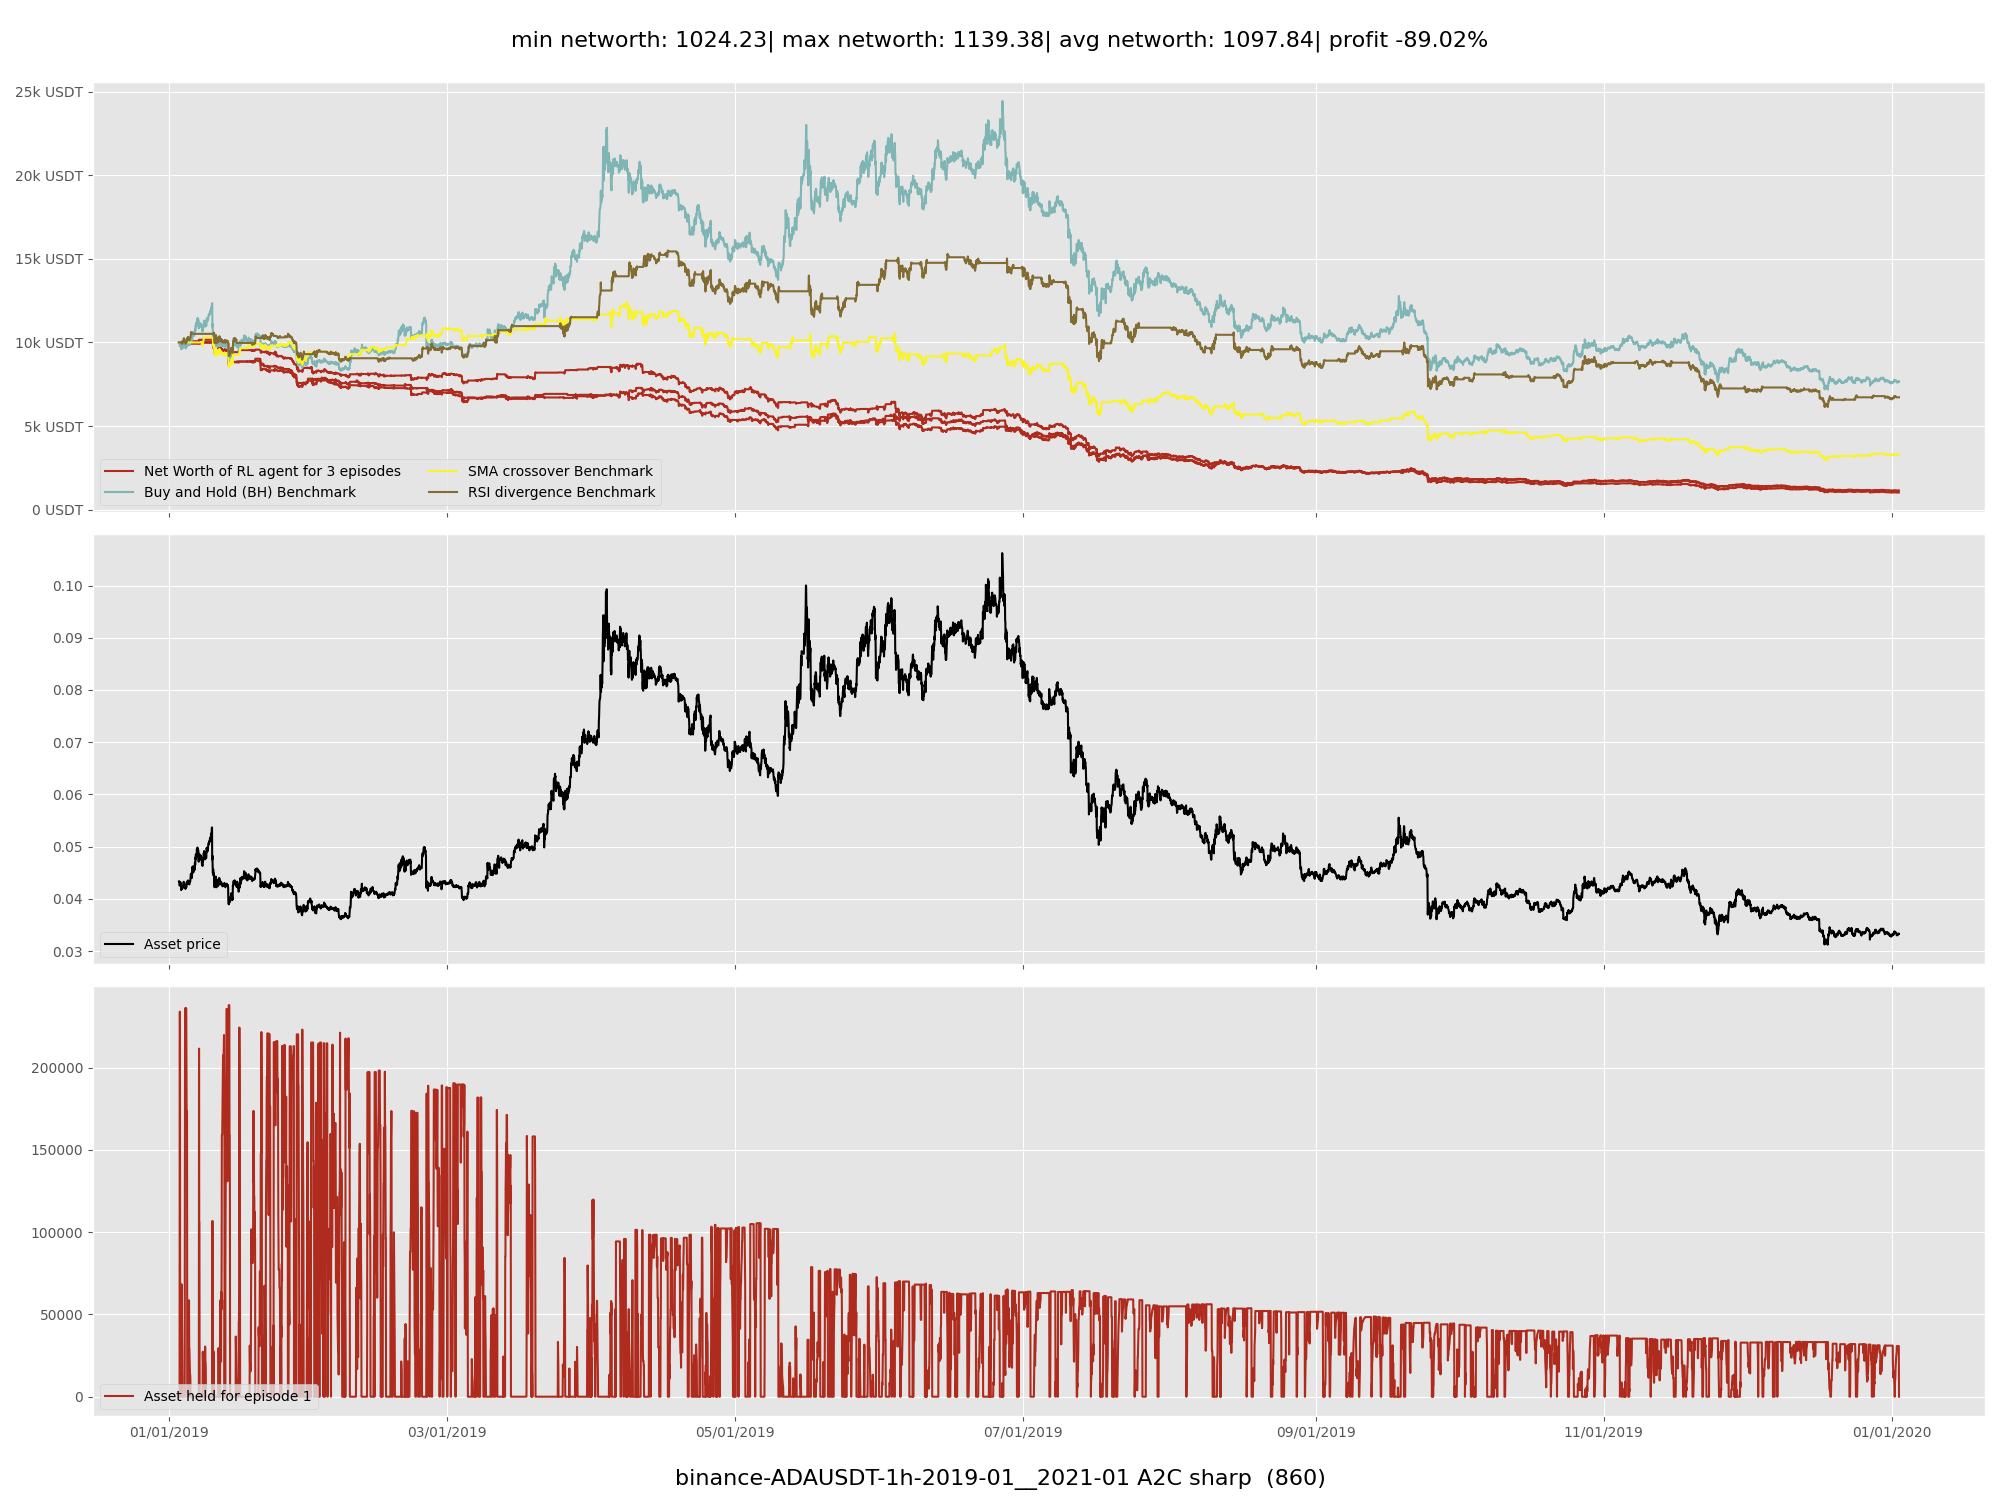 min networth: 1024.23| max networth: 1139.38| avg networth: 1097.84| profit -89.02%
25k USDT
20k USDT
15k USDT
10k USDT
5k USDT
0 USDT
Net Worth of RL agent for 3 episodes
Buy and Hold (BH) Benchmark
SMA crossover Benchmark
RSI divergence Benchmark
0.10
0.09
0.08
0.07
0.06
0.05
0.04
0.03
Asset price
200000
150000
100000
50000
0
Asset held for episode 1
01/01/2019 03/01/2019 05/01/2019 07/01/2019 09/01/2019 11/01/2019 01/01/2020
binance-ADAUSDT-1h-2019-01__2021-01 A2C sharp (860)